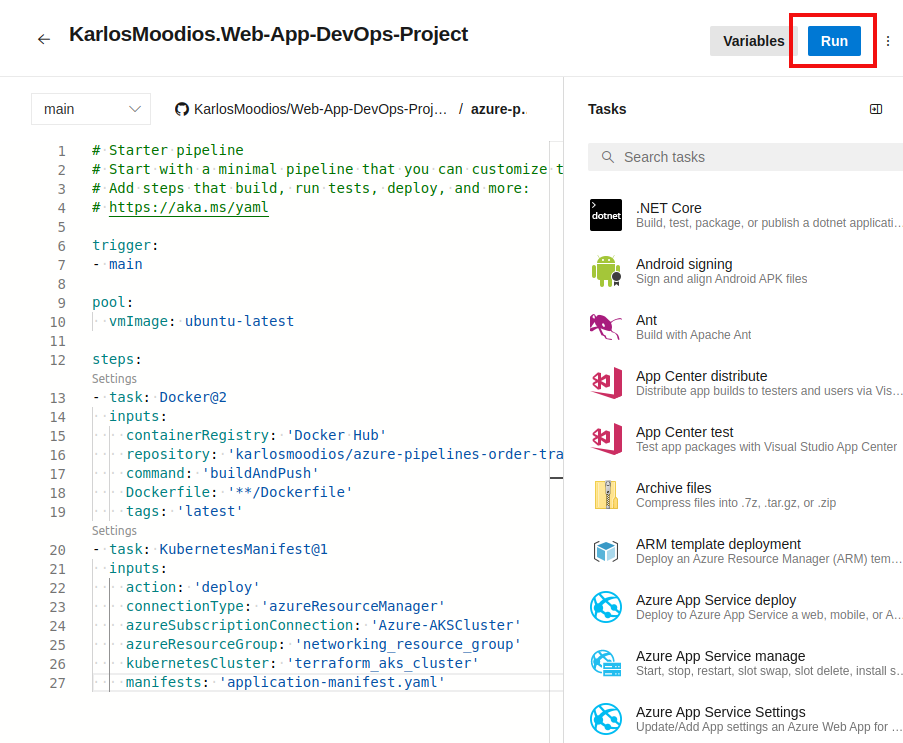 KarlosMoodios.Web-App-DevOps-Project
Variables
Run
main
KarlosMoodios/Web-App-DevOps-Proj… / azure-p.
1 # Starter pipeline
2 # Start with a minimal pipeline that you can customize t
3 # Add steps that build, run tests, deploy, and more:
4 # https://aka.ms/yaml
5
6 trigger:
7 - main
8
9 pool:
10 vmImage: ubuntu-latest
11
12 steps:
Settings
13 - task: Docker@2
14 inputs:
15 containerRegistry: 'Docker Hub'
16 repository: 'karlosmoodios/azure-pipelines-order-tra
17 command: 'buildAndPush'
18 Dockerfile: '**/Dockerfile'
19 tags: 'latest'
Settings
20 - task: KubernetesManifest@1
21 inputs:
22 action: 'deploy'
23 connectionType: 'azureResourceManager'
24 azureSubscriptionConnection: 'Azure-AKSCluster'
25 azureResourceGroup: 'networking_resource_group'
26 kubernetesCluster: 'terraform_aks_cluster'
27 manifests: 'application-manifest.yaml'
Tasks
Search tasks
dotnet
.NET Core
Build, test, package, or publish a dotnet applicati…
Android signing
Sign and align Android APK files
Ant
Build with Apache Ant
App Center distribute
Distribute app builds to testers and users via Vis…
App Center test
Test app packages with Visual Studio App Center
Archive files
Compress files into .7z, .tar.gz, or .zip
ARM template deployment
Deploy an Azure Resource Manager (ARM) tem…
Azure App Service deploy
Deploy to Azure App Service a web, mobile, or A…
Azure App Service manage
Start, stop, restart, slot swap, slot delete, install s…
Azure App Service Settings
Update/Add App settings an Azure Web App for …